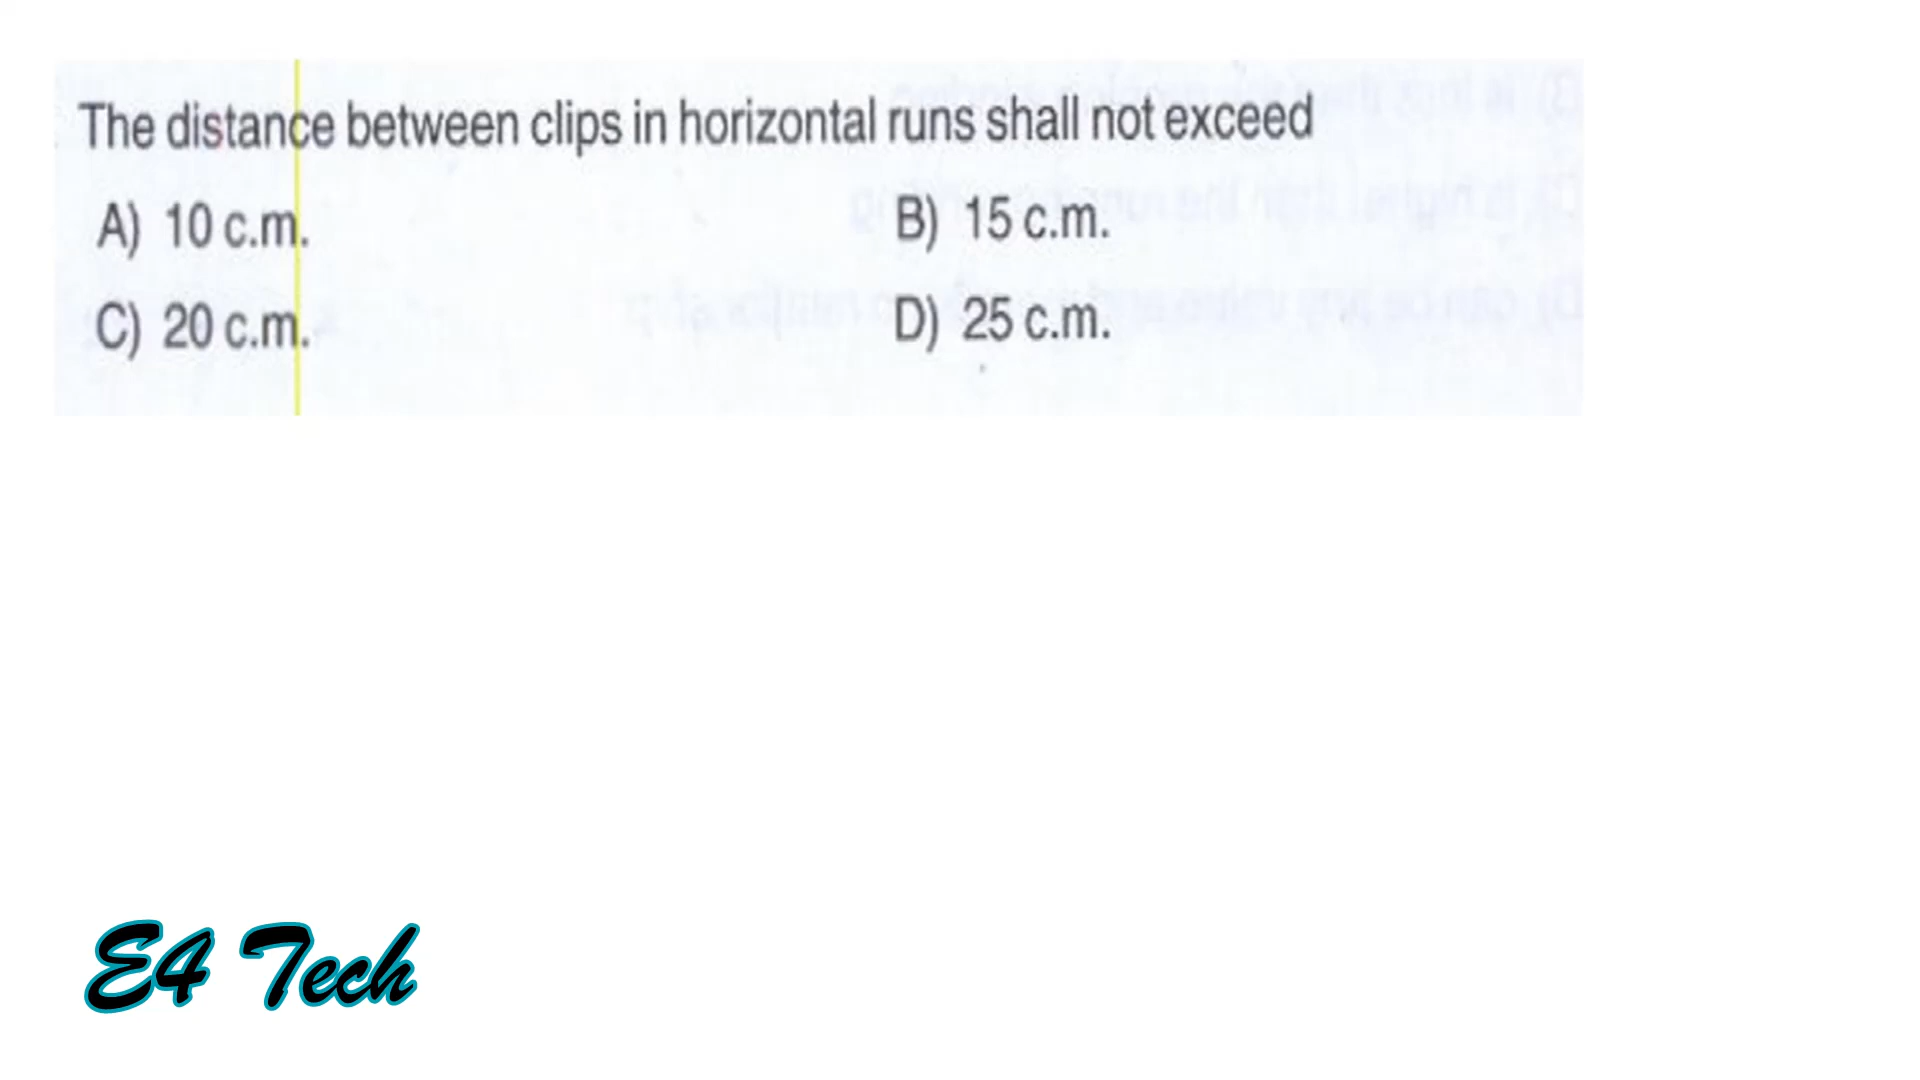 The distance between clips in horizontal runs shall not exceed
A) 10 c.m.
B) 15 c.m.
C) 20 c.m.
D) 25 c.m.
E4 Tech